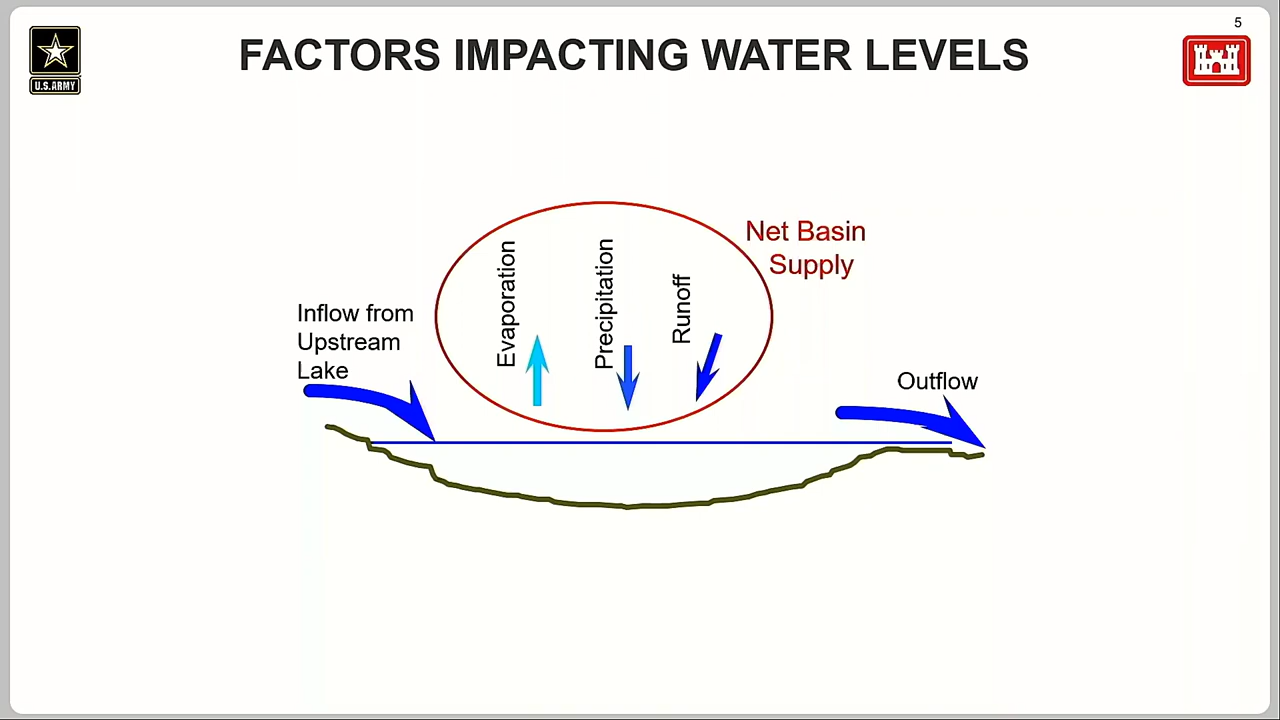 5
FACTORS IMPACTING WATER LEVELS
U.S.ARMY
Net Basin
Supply
Evaporation
Precipitation
Runoff
Inflow from
Upstream
Lake
Outflow